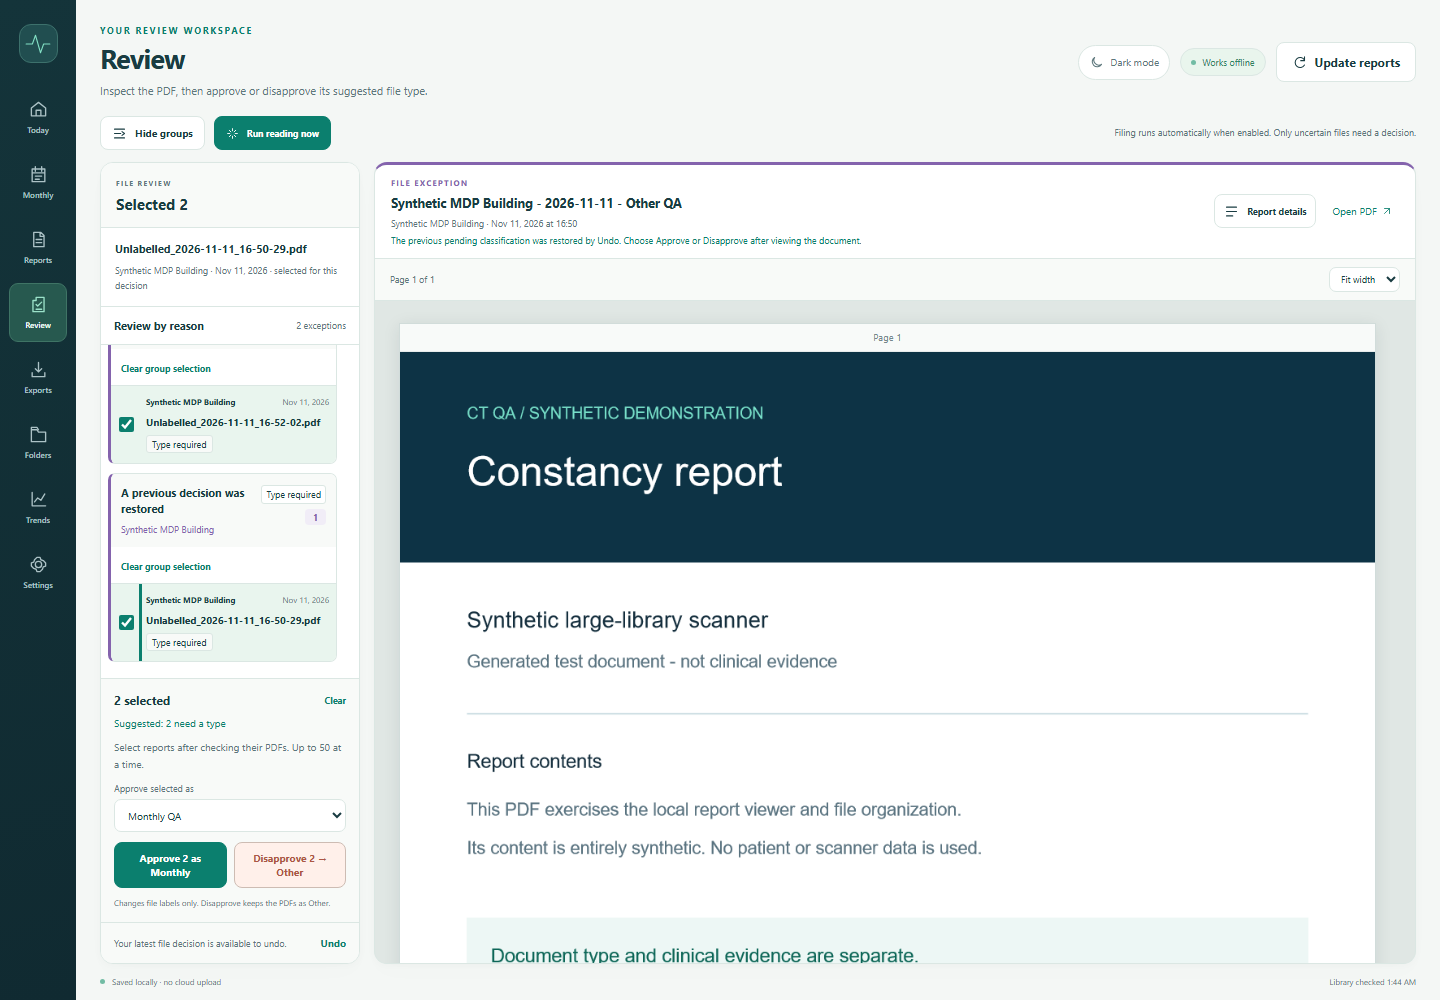 YOUR REVIEW WORKSPACE
Review
Inspect the PDF, then approve or disapprove its suggested file type.
Dark mode
Works offline
Update reports
Today
Monthly
Reports
Review
Exports
Folders
Trends
Settings
Hide groups
Run reading now
Filing runs automatically when enabled. Only uncertain files need a decision.
FILE REVIEW
Selected 2
Unlabelled_2026-11-11_16-50-29.pdf
Synthetic MDP Building · Nov 11, 2026 · selected for this
decision
Review by reason
2 exceptions
Clear group selection
Synthetic MDP Building
Nov 11, 2026
Unlabelled_2026-11-11_16-52-02.pdf
Type required
A previous decision was
restored
Type required
1
Synthetic MDP Building
Clear group selection
Synthetic MDP Building
Nov 11, 2026
Unlabelled_2026-11-11_16-50-29.pdf
Type required
2 selected
Clear
Suggested: 2 need a type
Select reports after checking their PDFs. Up to 50 at
a time.
Approve selected as
Monthly QA
Approve 2 as
Monthly
Disapprove 2 →
Other
Changes file labels only. Disapprove keeps the PDFs as Other.
Your latest file decision is available to undo.
Undo
FILE EXCEPTION
Synthetic MDP Building - 2026-11-11 - Other QA
Synthetic MDP Building · Nov 11, 2026 at 16:50
The previous pending classification was restored by Undo. Choose Approve or Disapprove after viewing the document.
Report details
Open PDF
Page 1 of 1
Fit width
Page 1
CT QA / SYNTHETIC DEMONSTRATION
Constancy report
Synthetic large-library scanner
Generated test document - not clinical evidence
Report contents
This PDF exercises the local report viewer and file organization.
Its content is entirely synthetic. No patient or scanner data is used.
Document type and clinical evidence are separate.
Saved locally · no cloud upload
Library checked 1:44 AM